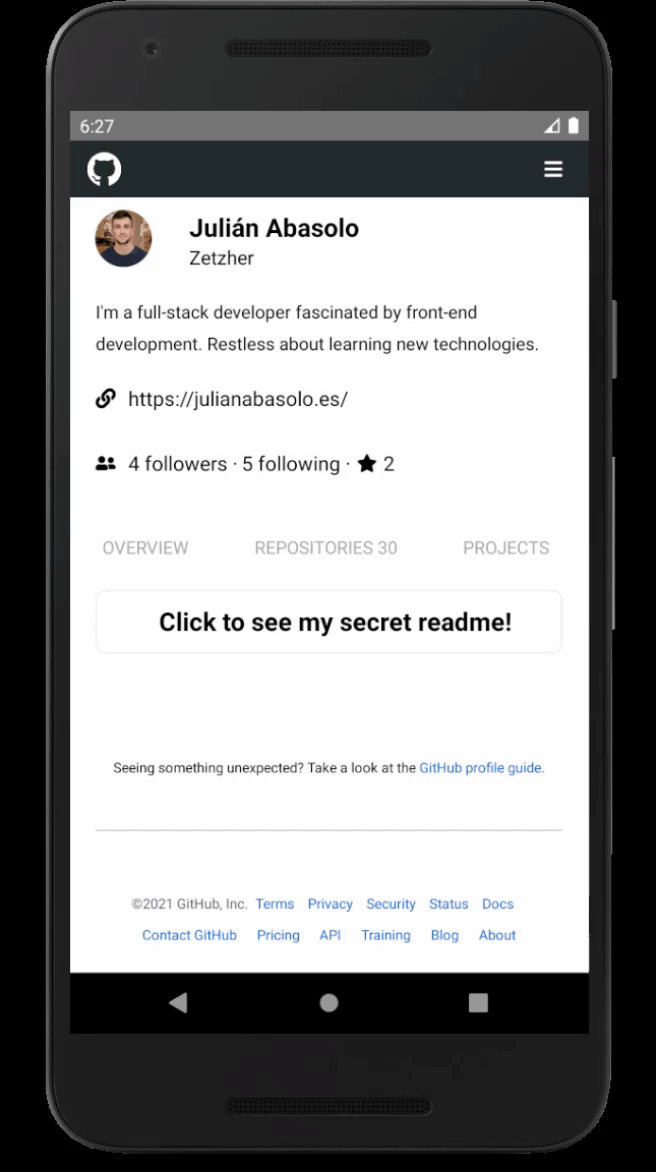 6:27
Julián Abasolo
Zetzher
I'm a full-stack developer fascinated by front-end
development. Restless about learning new technologies.
https://julianabasolo.es/
4 followers · 5 following · 2
OVERVIEW REPOSITORIES 30 PROJECTS
Click to see my secret readme!
Seeing something unexpected? Take a look at the GitHub profile guide.
©2021 GitHub, Inc. Terms Privacy Security Status Docs
Contact GitHub Pricing API Training Blog About